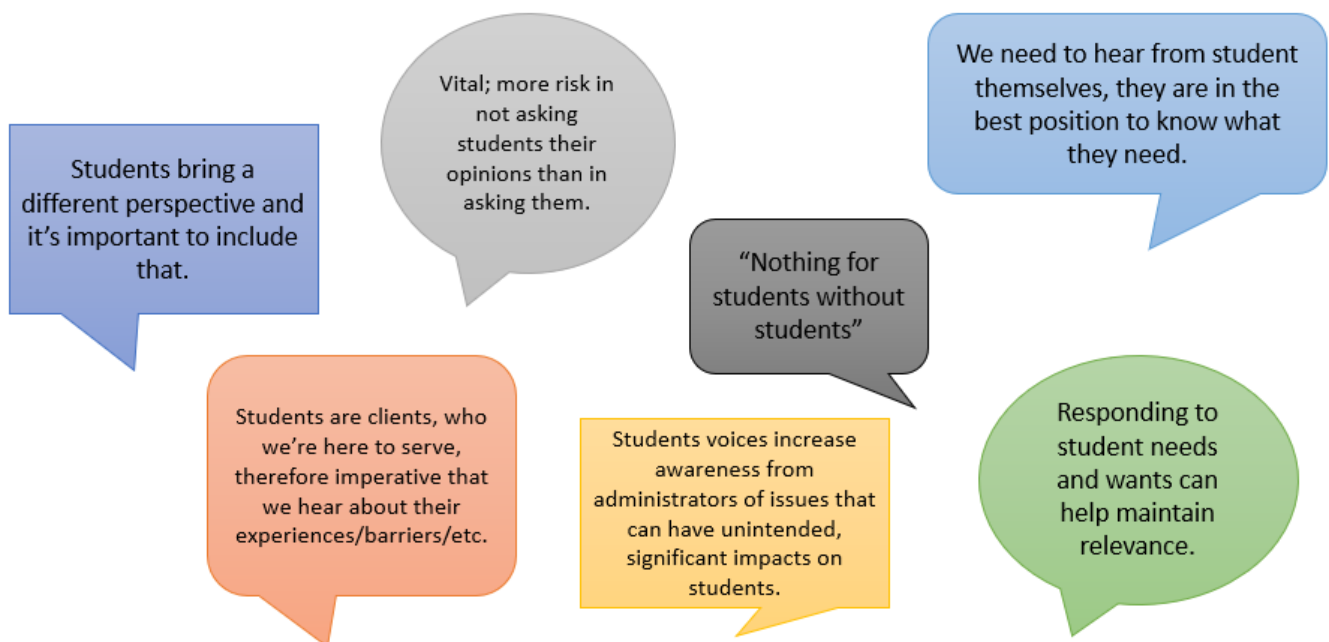 Students bring a
different perspective and
it's important to include
that.
Vital; more risk in
not asking
students their
opinions than in
asking them.
We need to hear from student
themselves, they are in the
best position to know what
they need.
“Nothing for
students without
students”
Students are clients, who
we're here to serve,
therefore imperative that
we hear about their
experiences/barriers/etc.
Students voices increase
awareness from
administrators of issues that
can have unintended,
significant impacts on
students.
Responding to
student needs
and wants can
help maintain
relevance.